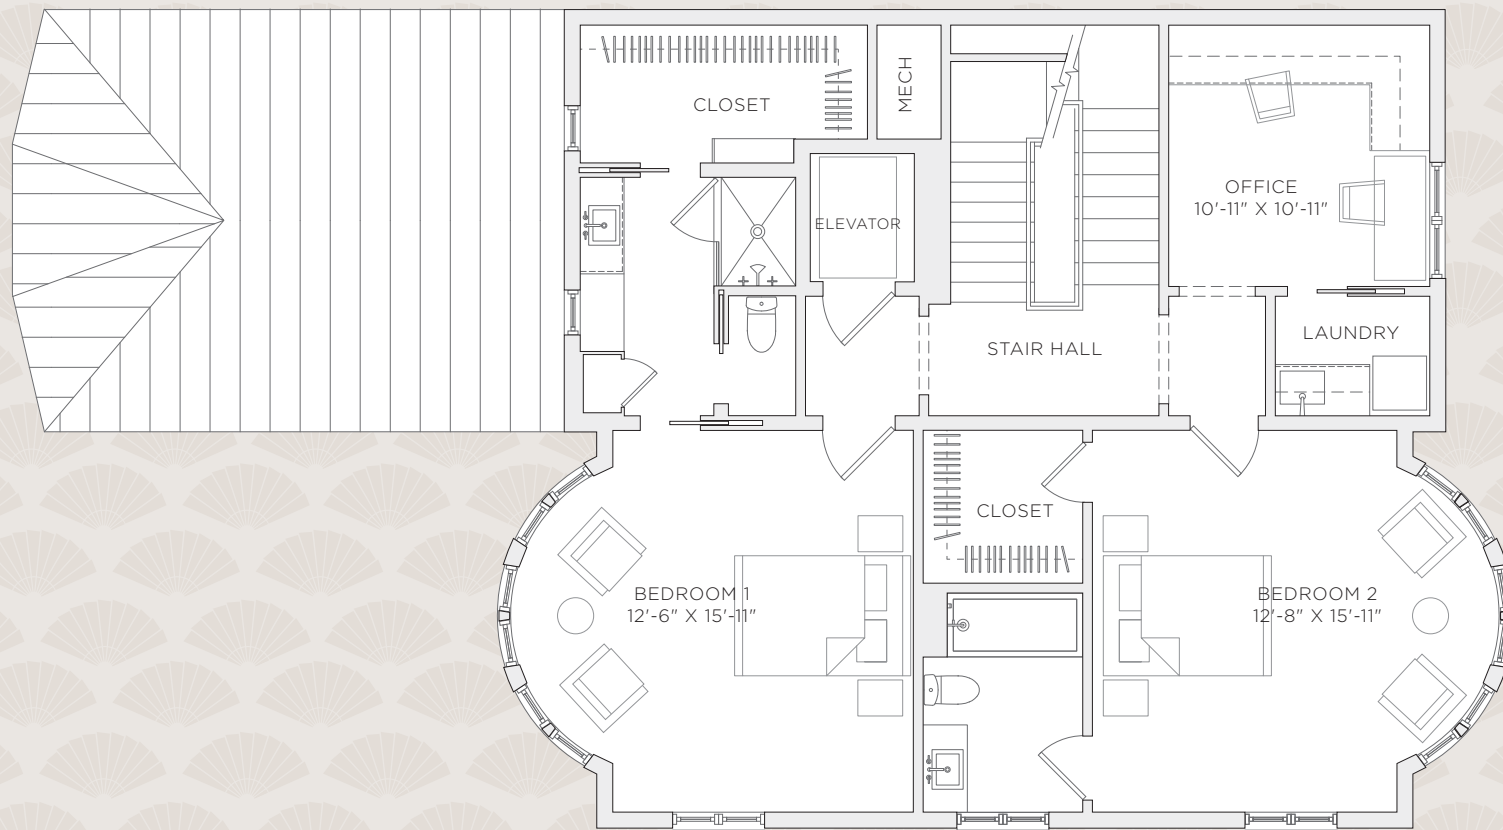 CLOSET
MECH
ELEVATOR
STAIR HALL
OFFICE
10'-11" X 10'-11"
LAUNDRY
BEDROOM 1
12'-6" X 15'-11"
CLOSET
BEDROOM 2
12'-8" X 15'-11"